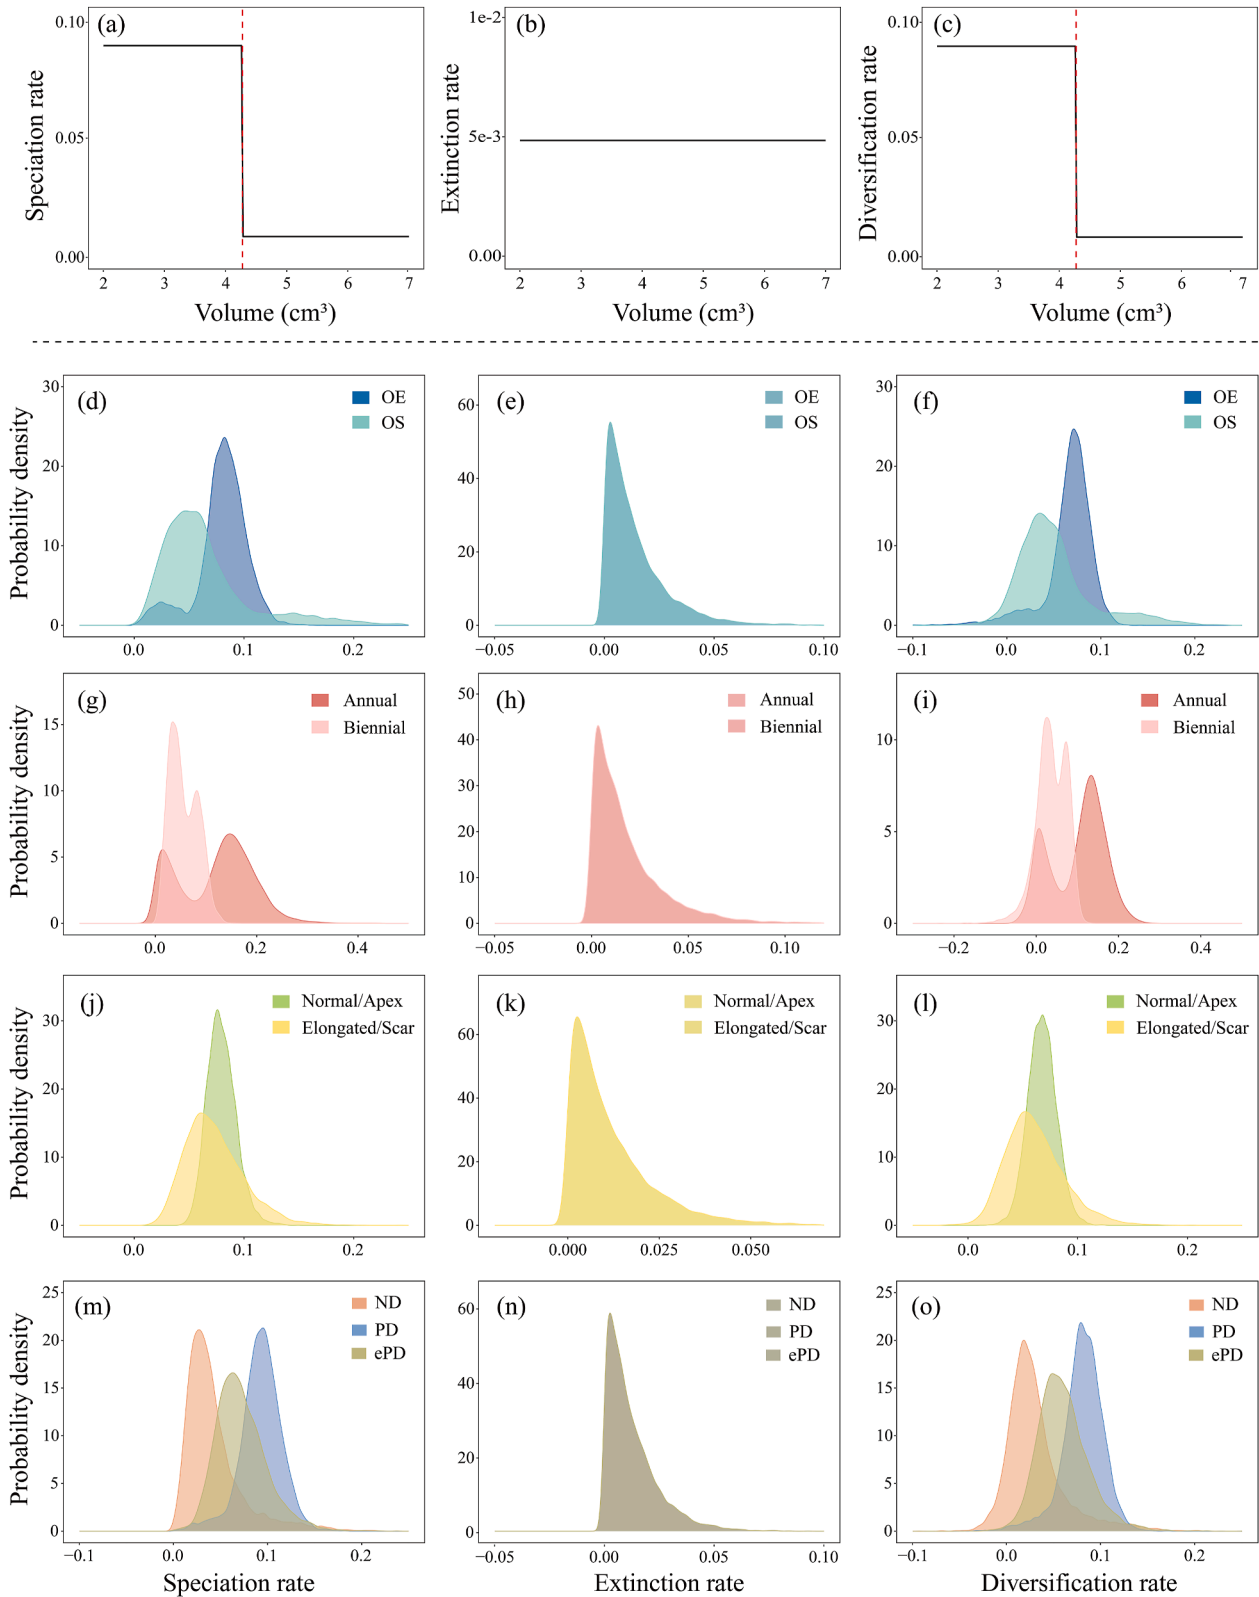 (a)
Speciation rate
0.10
0.05
0.00
2 3 4 5 6 7
Volume (cm³)
(b)
Extinction rate
1e-2
5e-3
0.00
2 3 4 5 6 7
Volume (cm³)
(c)
Diversification rate
0.10
0.05
0.00
2 3 4 5 6 7
Volume (cm³)
(d)
OE
OS
Probability density
30
20
10
0
0.0 0.1 0.2
(e)
OE
OS
60
40
20
0
−0.05 0.00 0.05 0.10
(f)
OE
OS
30
20
10
0
−0.1 0.0 0.1 0.2
(g)
Annual
Biennial
Probability density
15
10
5
0
0.0 0.2 0.4
(h)
Annual
Biennial
50
40
30
20
10
0
−0.05 0.00 0.05 0.10
(i)
Annual
Biennial
10
5
0
−0.2 0.0 0.2 0.4
(j)
Normal/Apex
Elongated/Scar
Probability density
30
20
10
0
0.0 0.1 0.2
(k)
Normal/Apex
Elongated/Scar
60
40
20
0
0.000 0.025 0.050
(l)
Normal/Apex
Elongated/Scar
30
20
10
0
0.0 0.1 0.2
(m)
ND
PD
ePD
Probability density
25
20
15
10
5
0
−0.1 0.0 0.1 0.2
Speciation rate
(n)
ND
PD
ePD
60
40
20
0
−0.05 0.00 0.05 0.10
Extinction rate
(o)
ND
PD
ePD
25
20
15
10
5
0
−0.1 0.0 0.1 0.2
Diversification rate